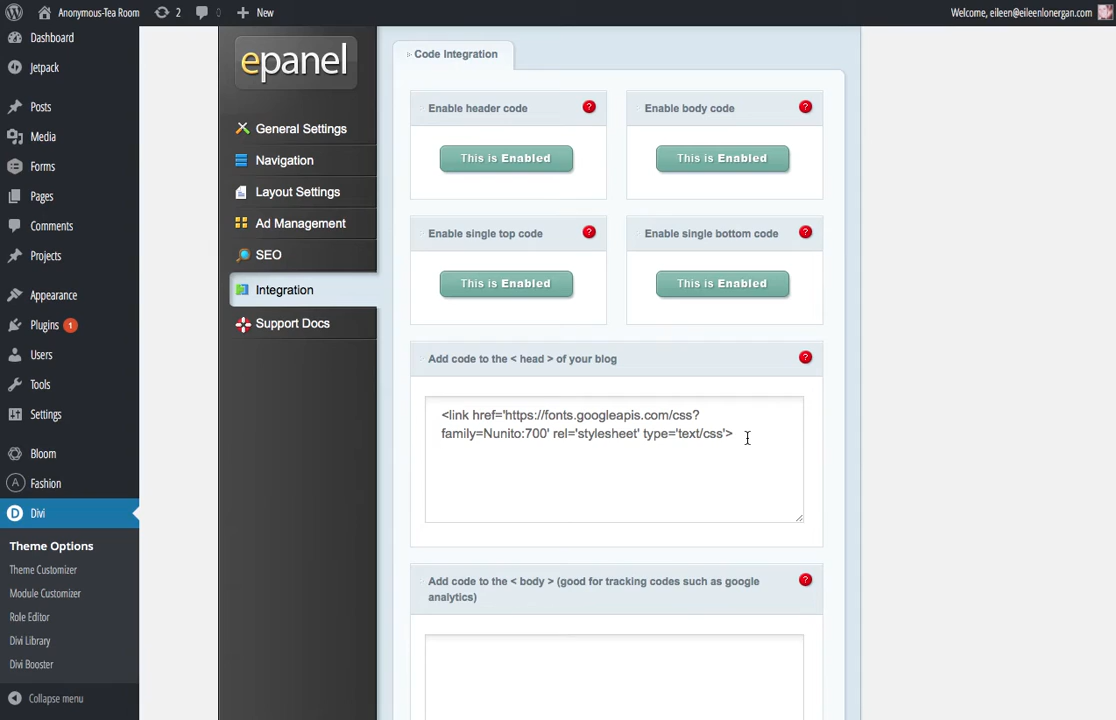 Anonymous-Tea Room
2
0
New
Welcome, eileen@eileenlonergan.com
Dashboard
Jetpack
Posts
Media
Forms
Pages
Comments
Projects
Appearance
Plugins 1
Users
Tools
Settings
Bloom
Fashion
Divi
Theme Options
Theme Customizer
Module Customizer
Role Editor
Divi Library
Divi Booster
Collapse menu
epanel
General Settings
Navigation
Layout Settings
Ad Management
SEO
Integration
Support Docs
Code Integration
Enable header code ?
This is Enabled
Enable body code ?
This is Enabled
Enable single top code ?
This is Enabled
Enable single bottom code ?
This is Enabled
Add code to the < head > of your blog ?
<link href='https://fonts.googleapis.com/css?
family=Nunito:700' rel='stylesheet' type='text/css'>
Add code to the < body > (good for tracking codes such as google
analytics) ?